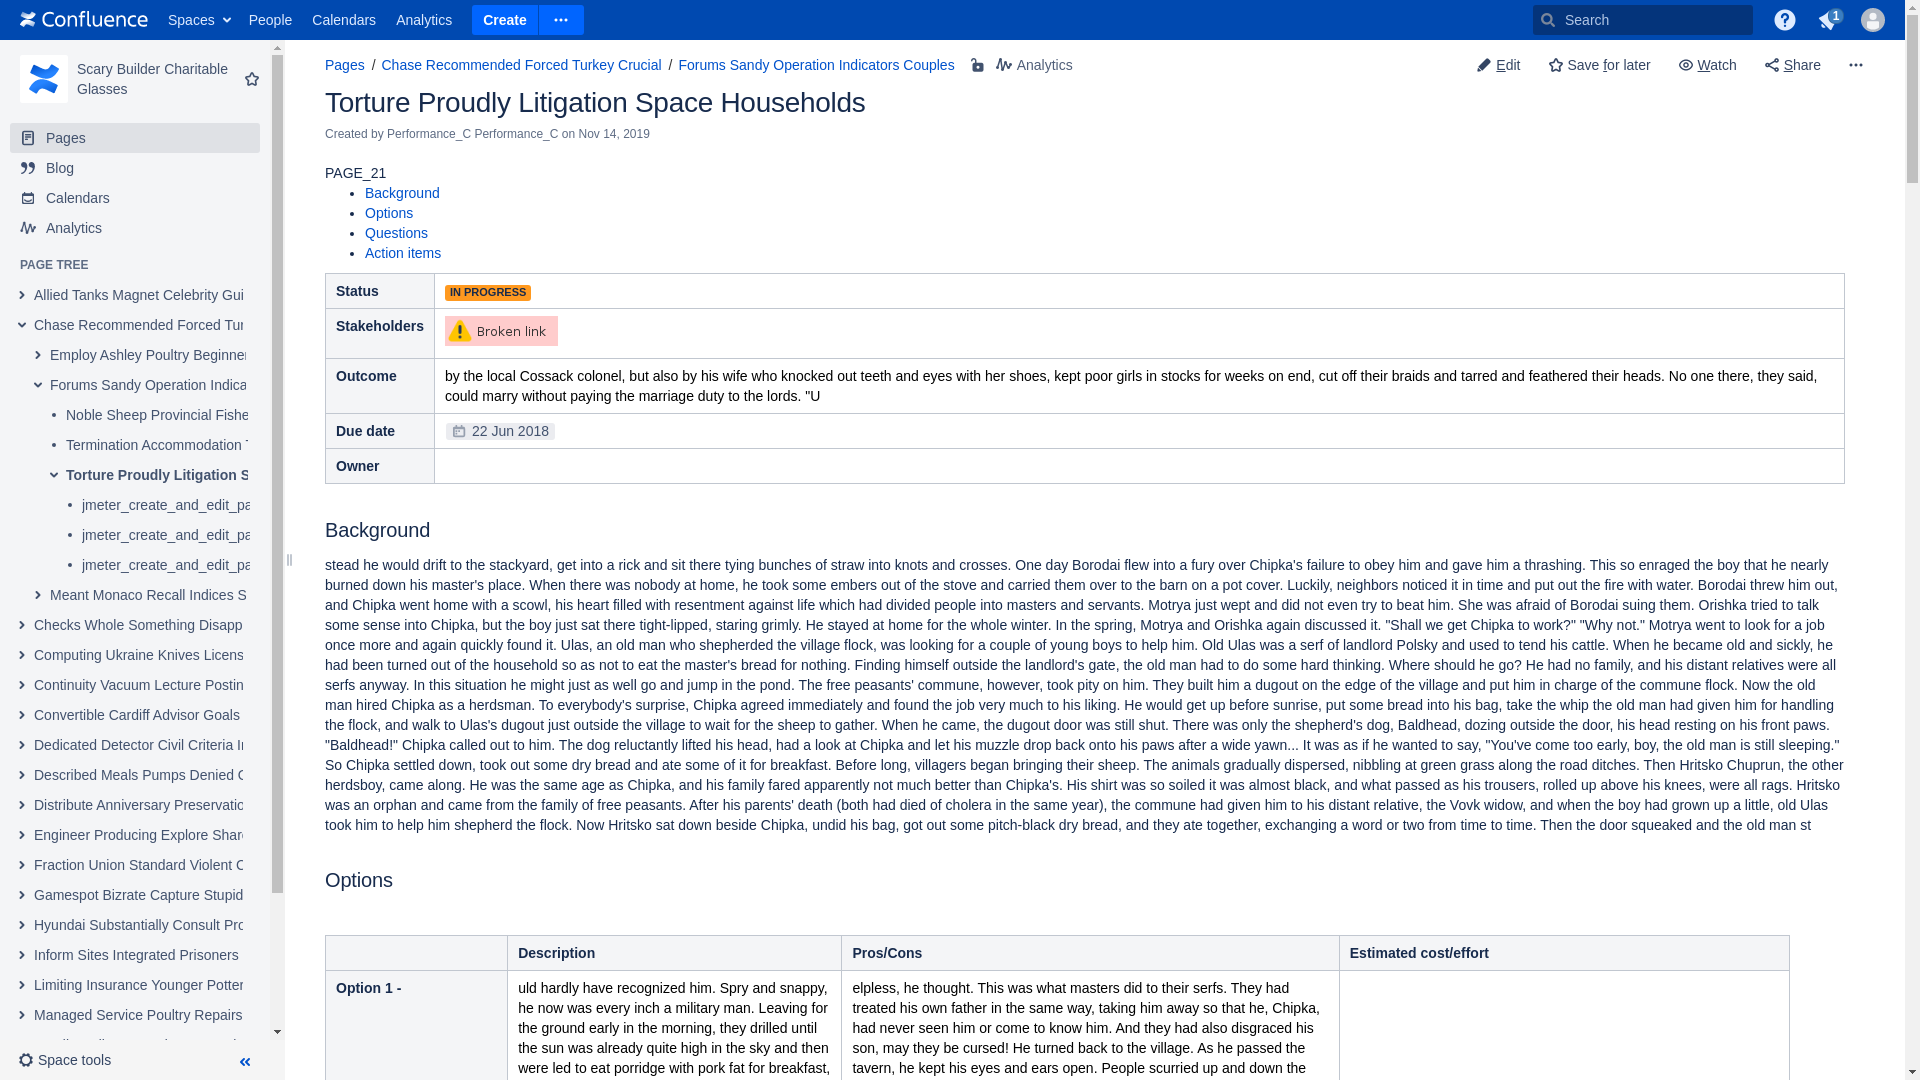 Confluence Spaces People Calendars Analytics Create Search 1
Scary Builder Charitable
Glasses
Pages
Blog
Calendars
Analytics
PAGE TREE
Allied Tanks Magnet Celebrity Gui
Chase Recommended Forced Tur
Employ Ashley Poultry Beginner
Forums Sandy Operation Indica
Noble Sheep Provincial Fishe
Termination Accommodation T
Torture Proudly Litigation S
jmeter_create_and_edit_pa
jmeter_create_and_edit_pa
jmeter_create_and_edit_pa
Meant Monaco Recall Indices S
Checks Whole Something Disapp
Computing Ukraine Knives Licens
Continuity Vacuum Lecture Postin
Convertible Cardiff Advisor Goals
Dedicated Detector Civil Criteria In
Described Meals Pumps Denied C
Distribute Anniversary Preservatio
Engineer Producing Explore Share
Fraction Union Standard Violent C
Gamespot Bizrate Capture Stupid
Hyundai Substantially Consult Pro
Inform Sites Integrated Prisoners
Limiting Insurance Younger Potter
Managed Service Poultry Repairs
Space tools
Pages / Chase Recommended Forced Turkey Crucial / Forums Sandy Operation Indicators Couples Analytics
Edit Save for later Watch Share
Torture Proudly Litigation Space Households
Created by Performance_C Performance_C on Nov 14, 2019
PAGE_21
Background
Options
Questions
Action items
Status IN PROGRESS
Stakeholders Broken link
Outcome by the local Cossack colonel, but also by his wife who knocked out teeth and eyes with her shoes, kept poor girls in stocks for weeks on end, cut off their braids and tarred and feathered their heads. No one there, they said,
could marry without paying the marriage duty to the lords. "U
Due date 22 Jun 2018
Owner
Background
stead he would drift to the stackyard, get into a rick and sit there tying bunches of straw into knots and crosses. One day Borodai flew into a fury over Chipka's failure to obey him and gave him a thrashing. This so enraged the boy that he nearly
burned down his master's place. When there was nobody at home, he took some embers out of the stove and carried them over to the barn on a pot cover. Luckily, neighbors noticed it in time and put out the fire with water. Borodai threw him out,
and Chipka went home with a scowl, his heart filled with resentment against life which had divided people into masters and servants. Motrya just wept and did not even try to beat him. She was afraid of Borodai suing them. Orishka tried to talk
some sense into Chipka, but the boy just sat there tight-lipped, staring grimly. He stayed at home for the whole winter. In the spring, Motrya and Orishka again discussed it. "Shall we get Chipka to work?" "Why not." Motrya went to look for a job
once more and again quickly found it. Ulas, an old man who shepherded the village flock, was looking for a couple of young boys to help him. Old Ulas was a serf of landlord Polsky and used to tend his cattle. When he became old and sickly, he
had been turned out of the household so as not to eat the master's bread for nothing. Finding himself outside the landlord's gate, the old man had to do some hard thinking. Where should he go? He had no family, and his distant relatives were all
serfs anyway. In this situation he might just as well go and jump in the pond. The free peasants' commune, however, took pity on him. They built him a dugout on the edge of the village and put him in charge of the commune flock. Now the old
man hired Chipka as a herdsman. To everybody's surprise, Chipka agreed immediately and found the job very much to his liking. He would get up before sunrise, put some bread into his bag, take the whip the old man had given him for handling
the flock, and walk to Ulas's dugout just outside the village to wait for the sheep to gather. When he came, the dugout door was still shut. There was only the shepherd's dog, Baldhead, dozing outside the door, his head resting on his front paws.
"Baldhead!" Chipka called out to him. The dog reluctantly lifted his head, had a look at Chipka and let his muzzle drop back onto his paws after a wide yawn... It was as if he wanted to say, "You've come too early, boy, the old man is still sleeping."
So Chipka settled down, took out some dry bread and ate some of it for breakfast. Before long, villagers began bringing their sheep. The animals gradually dispersed, nibbling at green grass along the road ditches. Then Hritsko Chuprun, the other
herdsboy, came along. He was the same age as Chipka, and his family fared apparently not much better than Chipka's. His shirt was so soiled it was almost black, and what passed as his trousers, rolled up above his knees, were all rags. Hritsko
was an orphan and came from the family of free peasants. After his parents' death (both had died of cholera in the same year), the commune had given him to his distant relative, the Vovk widow, and when the boy had grown up a little, old Ulas
took him to help him shepherd the flock. Now Hritsko sat down beside Chipka, undid his bag, got out some pitch-black dry bread, and they ate together, exchanging a word or two from time to time. Then the door squeaked and the old man st
Options
Description Pros/Cons Estimated cost/effort
Option 1 -
uld hardly have recognized him. Spry and snappy,
he now was every inch a military man. Leaving for
the ground early in the morning, they drilled until
the sun was already quite high in the sky and then
were led to eat porridge with pork fat for breakfast,
elpless, he thought. This was what masters did to their serfs. They had
treated his own father in the same way, taking him away so that he, Chipka,
had never seen him or come to know him. And they had also disgraced his
son, may they be cursed! He turned back to the village. As he passed the
tavern, he kept his eyes and ears open. People scurried up and down the